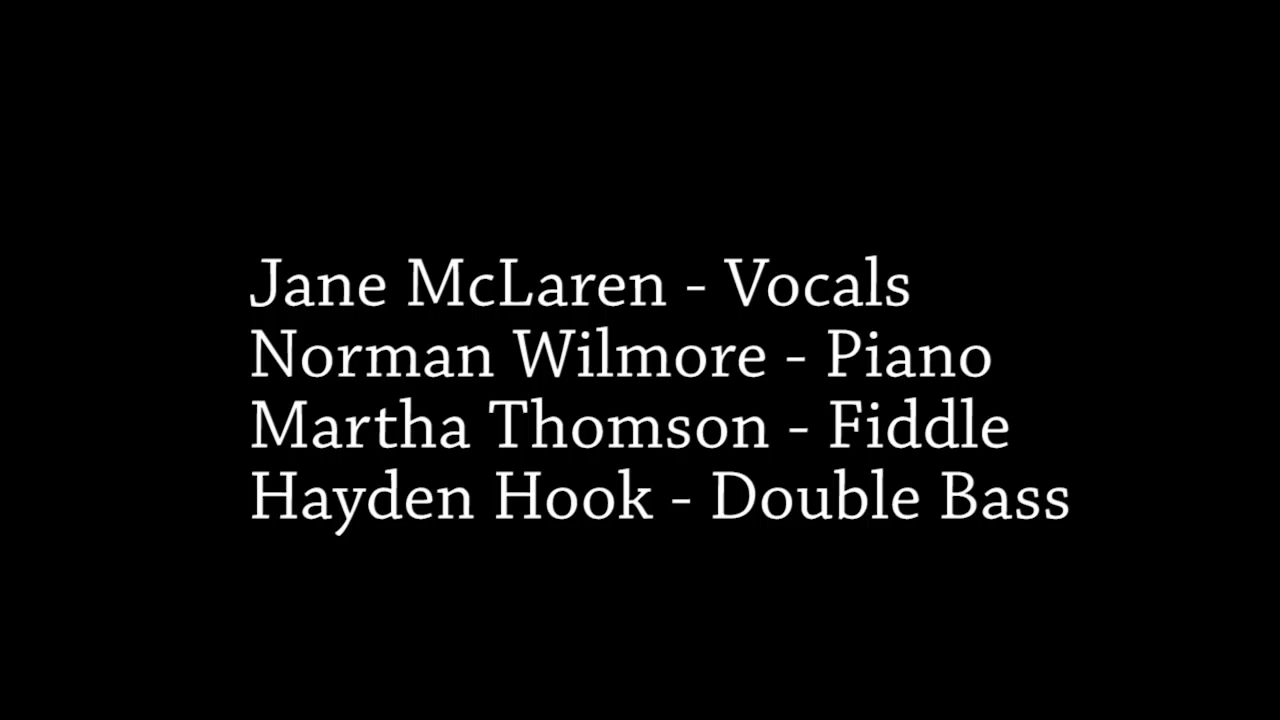 Jane McLaren - Vocals
Norman Wilmore - Piano
Martha Thomson - Fiddle
Hayden Hook - Double Bass